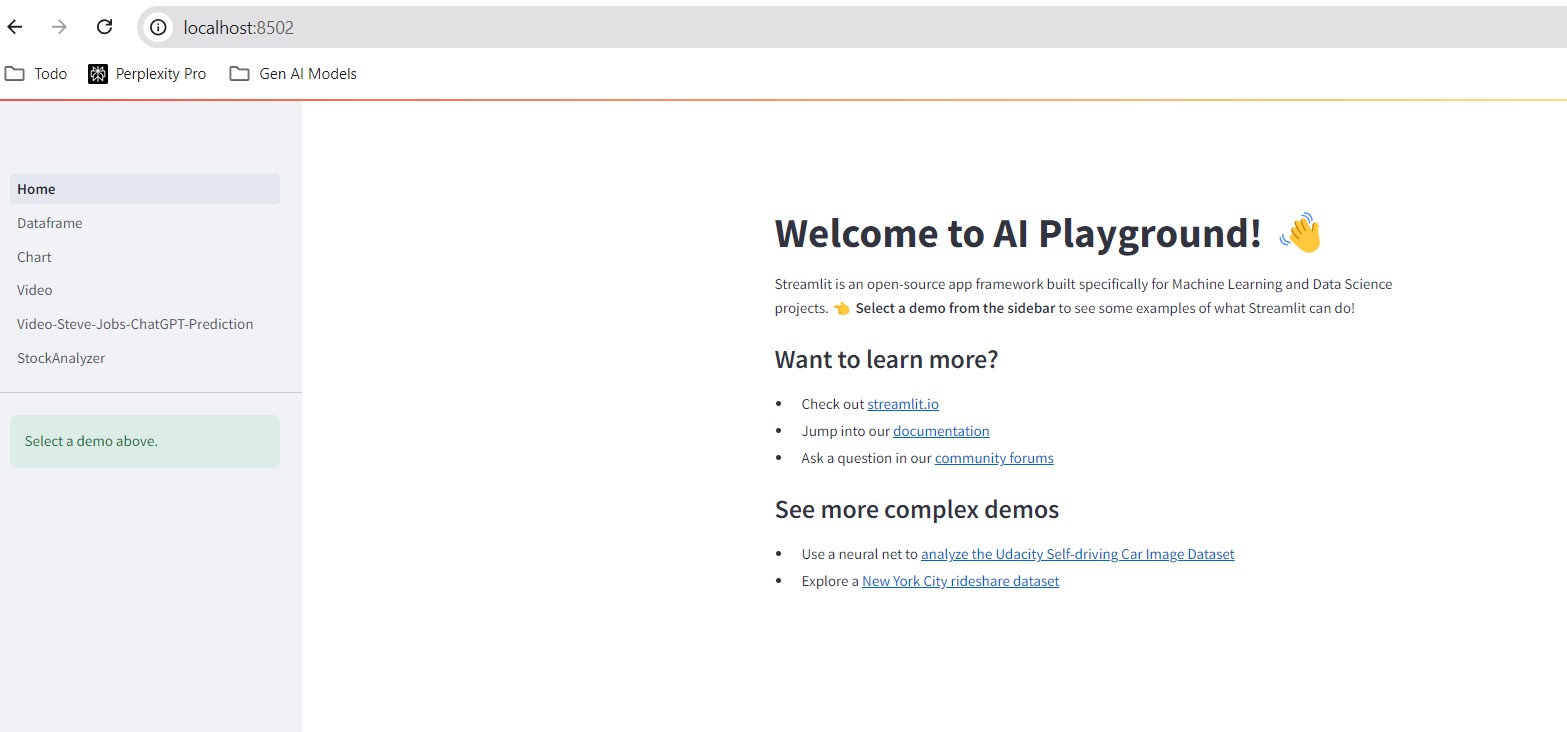 localhost:8502
Todo Perplexity Pro Gen AI Models
Home
Dataframe
Chart
Video
Video-Steve-Jobs-ChatGPT-Prediction
StockAnalyzer
Select a demo above.
Welcome to AI Playground! 👋
Streamlit is an open-source app framework built specifically for Machine Learning and Data Science
projects. 👈 Select a demo from the sidebar to see some examples of what Streamlit can do!
Want to learn more?
• Check out streamlit.io
• Jump into our documentation
• Ask a question in our community forums
See more complex demos
• Use a neural net to analyze the Udacity Self-driving Car Image Dataset
• Explore a New York City rideshare dataset